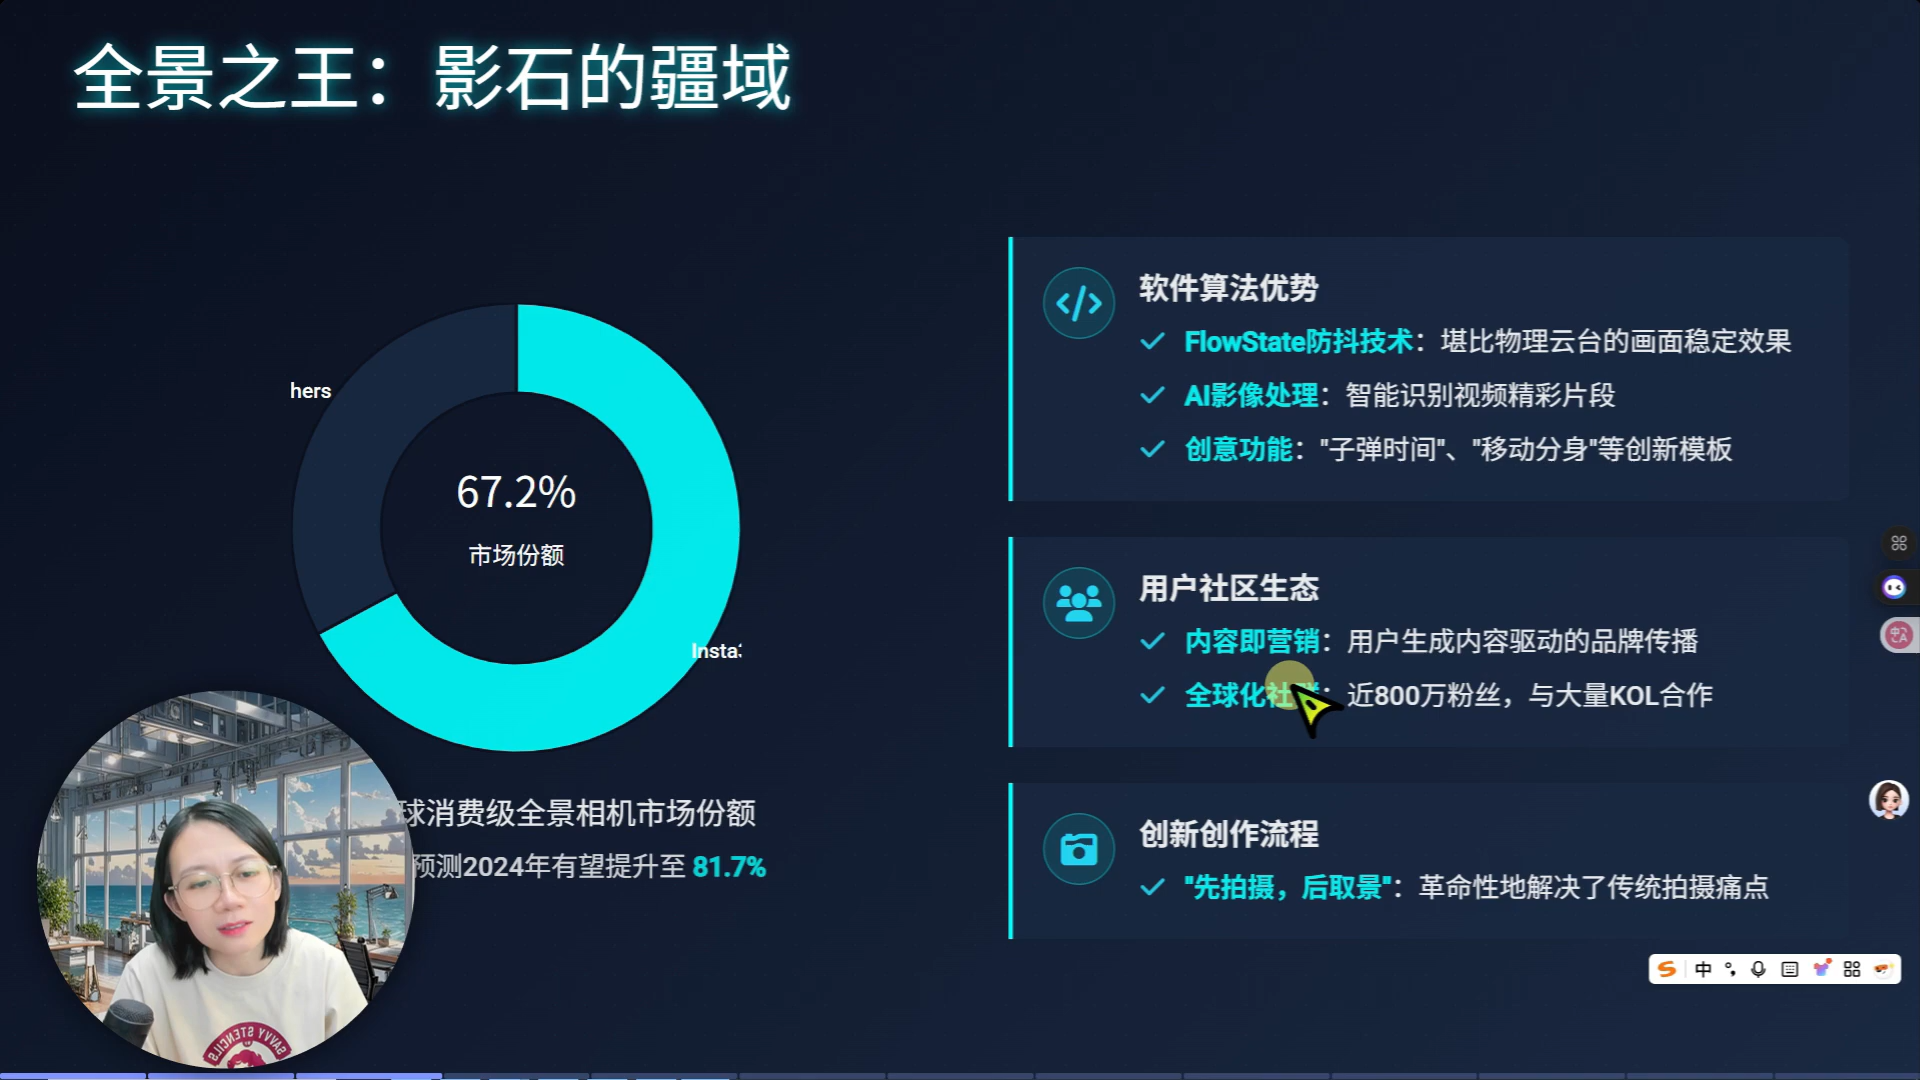 全景之王：影石的疆域
hers
67.2%
市场份额
Insta
球消费级全景相机市场份额
预测2024年有望提升至 81.7%
软件算法优势
FlowState防抖技术：堪比物理云台的画面稳定效果
AI影像处理：智能识别视频精彩片段
创意功能："子弹时间"、"移动分身"等创新模板
用户社区生态
内容即营销：用户生成内容驱动的品牌传播
全球化社群：近800万粉丝，与大量KOL合作
创新创作流程
"先拍摄，后取景"：革命性地解决了传统拍摄痛点
中
SAVVY STENCILS